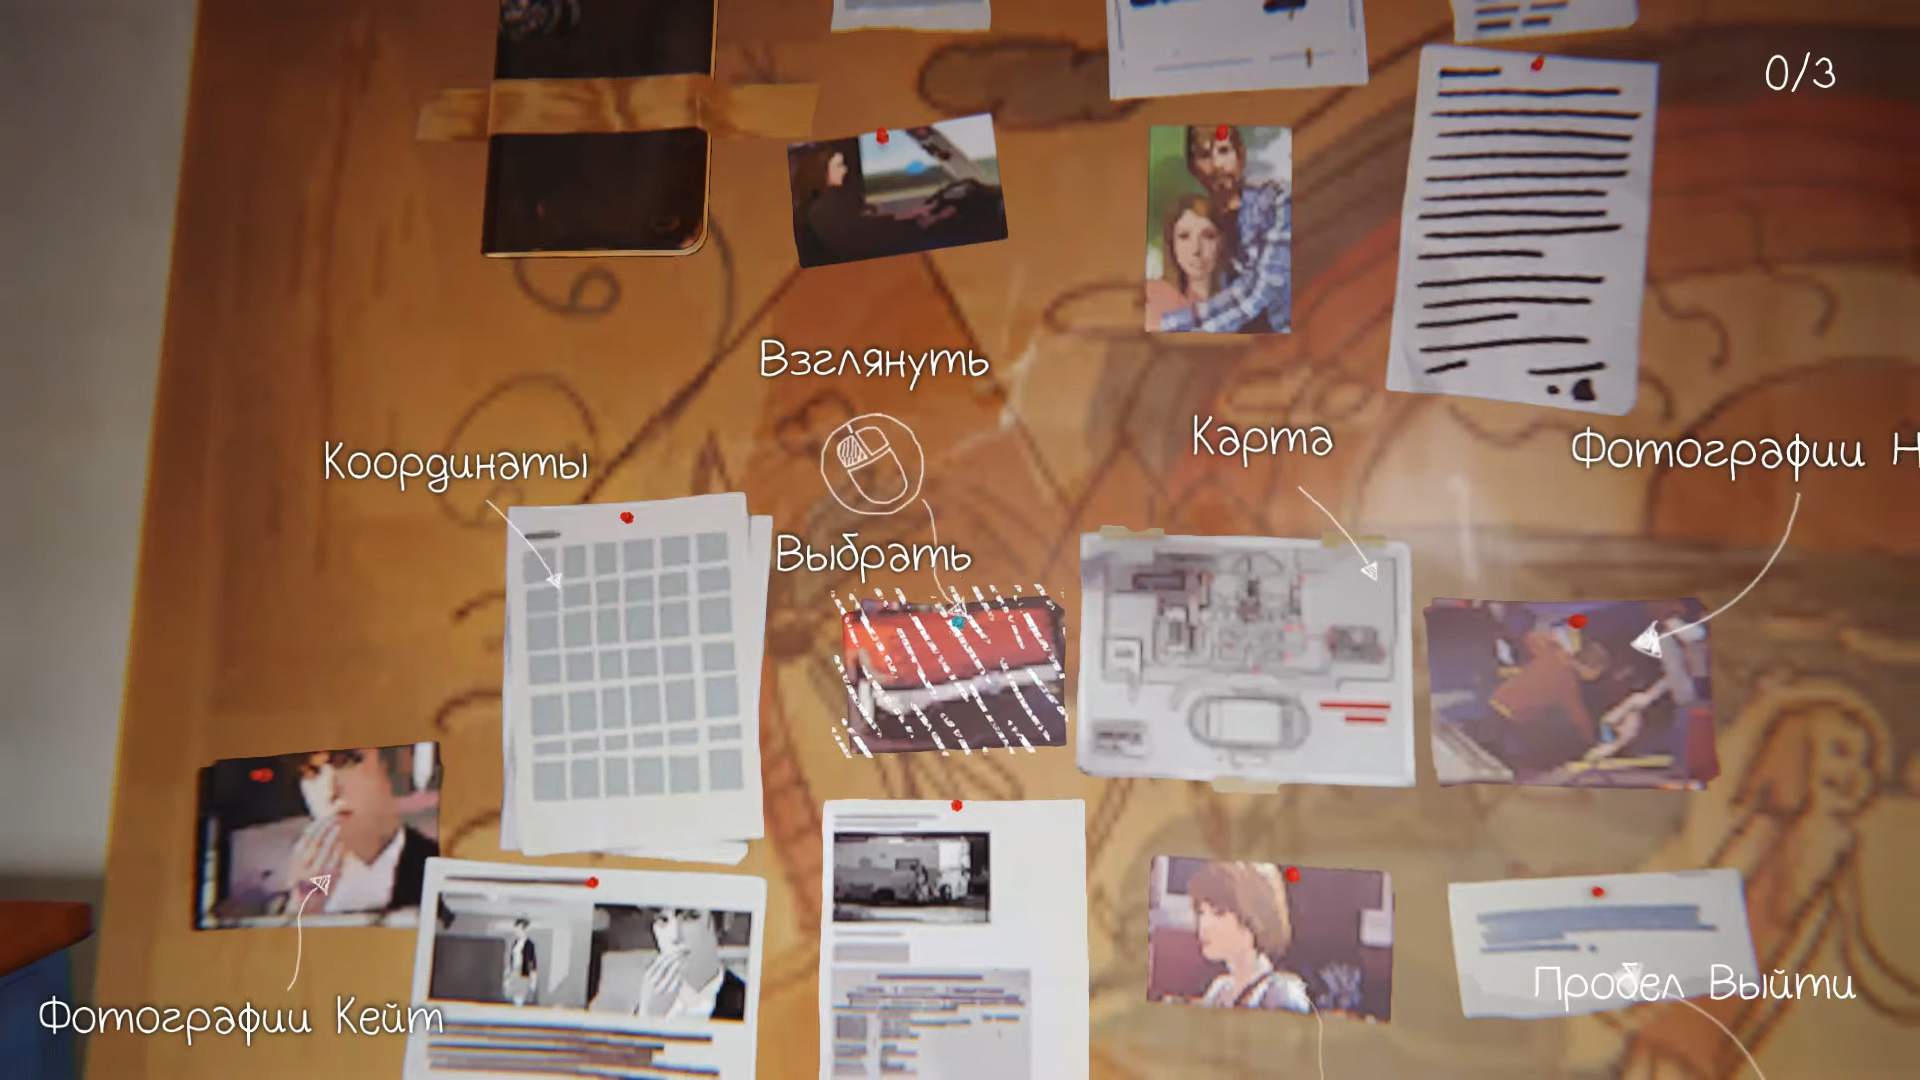 0/3
Взглянуть
Координаты
Карта
Фотографии Н
Выбрать
Пробел Выйти
Фотографии Кейт